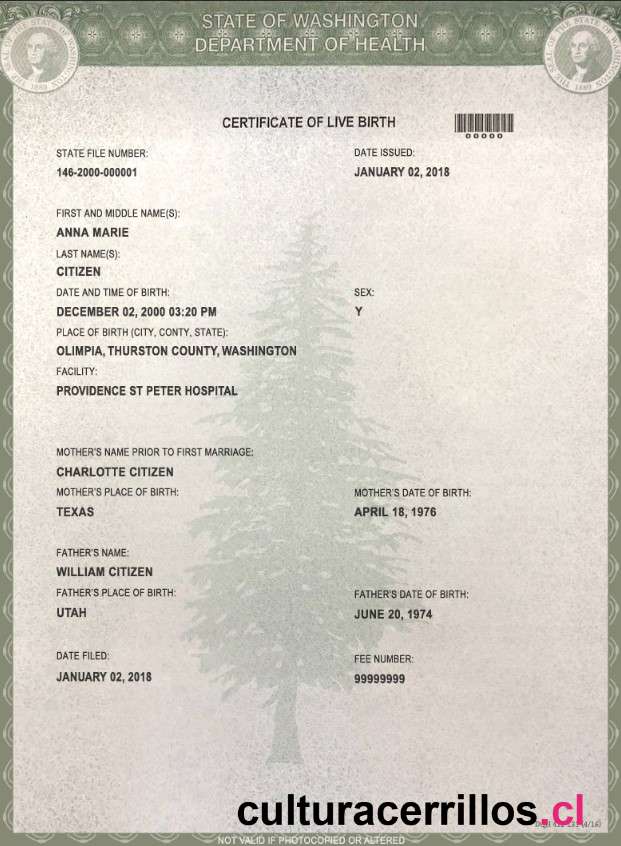 STATE OF WASHINGTON
DEPARTMENT OF HEALTH
CERTIFICATE OF LIVE BIRTH
00000
STATE FILE NUMBER:
146-2000-000001
DATE ISSUED:
JANUARY 02, 2018
FIRST AND MIDDLE NAME(S):
ANNA MARIE
LAST NAME(S):
CITIZEN
DATE AND TIME OF BIRTH:
DECEMBER 02, 2000 03:20 PM
SEX:
Y
PLACE OF BIRTH (CITY, CONTY, STATE):
OLIMPIA, THURSTON COUNTY, WASHINGTON
FACILITY:
PROVIDENCE ST PETER HOSPITAL
MOTHER'S NAME PRIOR TO FIRST MARRIAGE:
CHARLOTTE CITIZEN
MOTHER'S PLACE OF BIRTH:
TEXAS
MOTHER'S DATE OF BIRTH:
APRIL 18, 1976
FATHER'S NAME:
WILLIAM CITIZEN
FATHER'S PLACE OF BIRTH:
UTAH
FATHER'S DATE OF BIRTH:
JUNE 20, 1974
DATE FILED:
JANUARY 02, 2018
FEE NUMBER:
99999999
culturacerrillos.cl
NOT VALID IF PHOTOCOPIED OR ALTERED